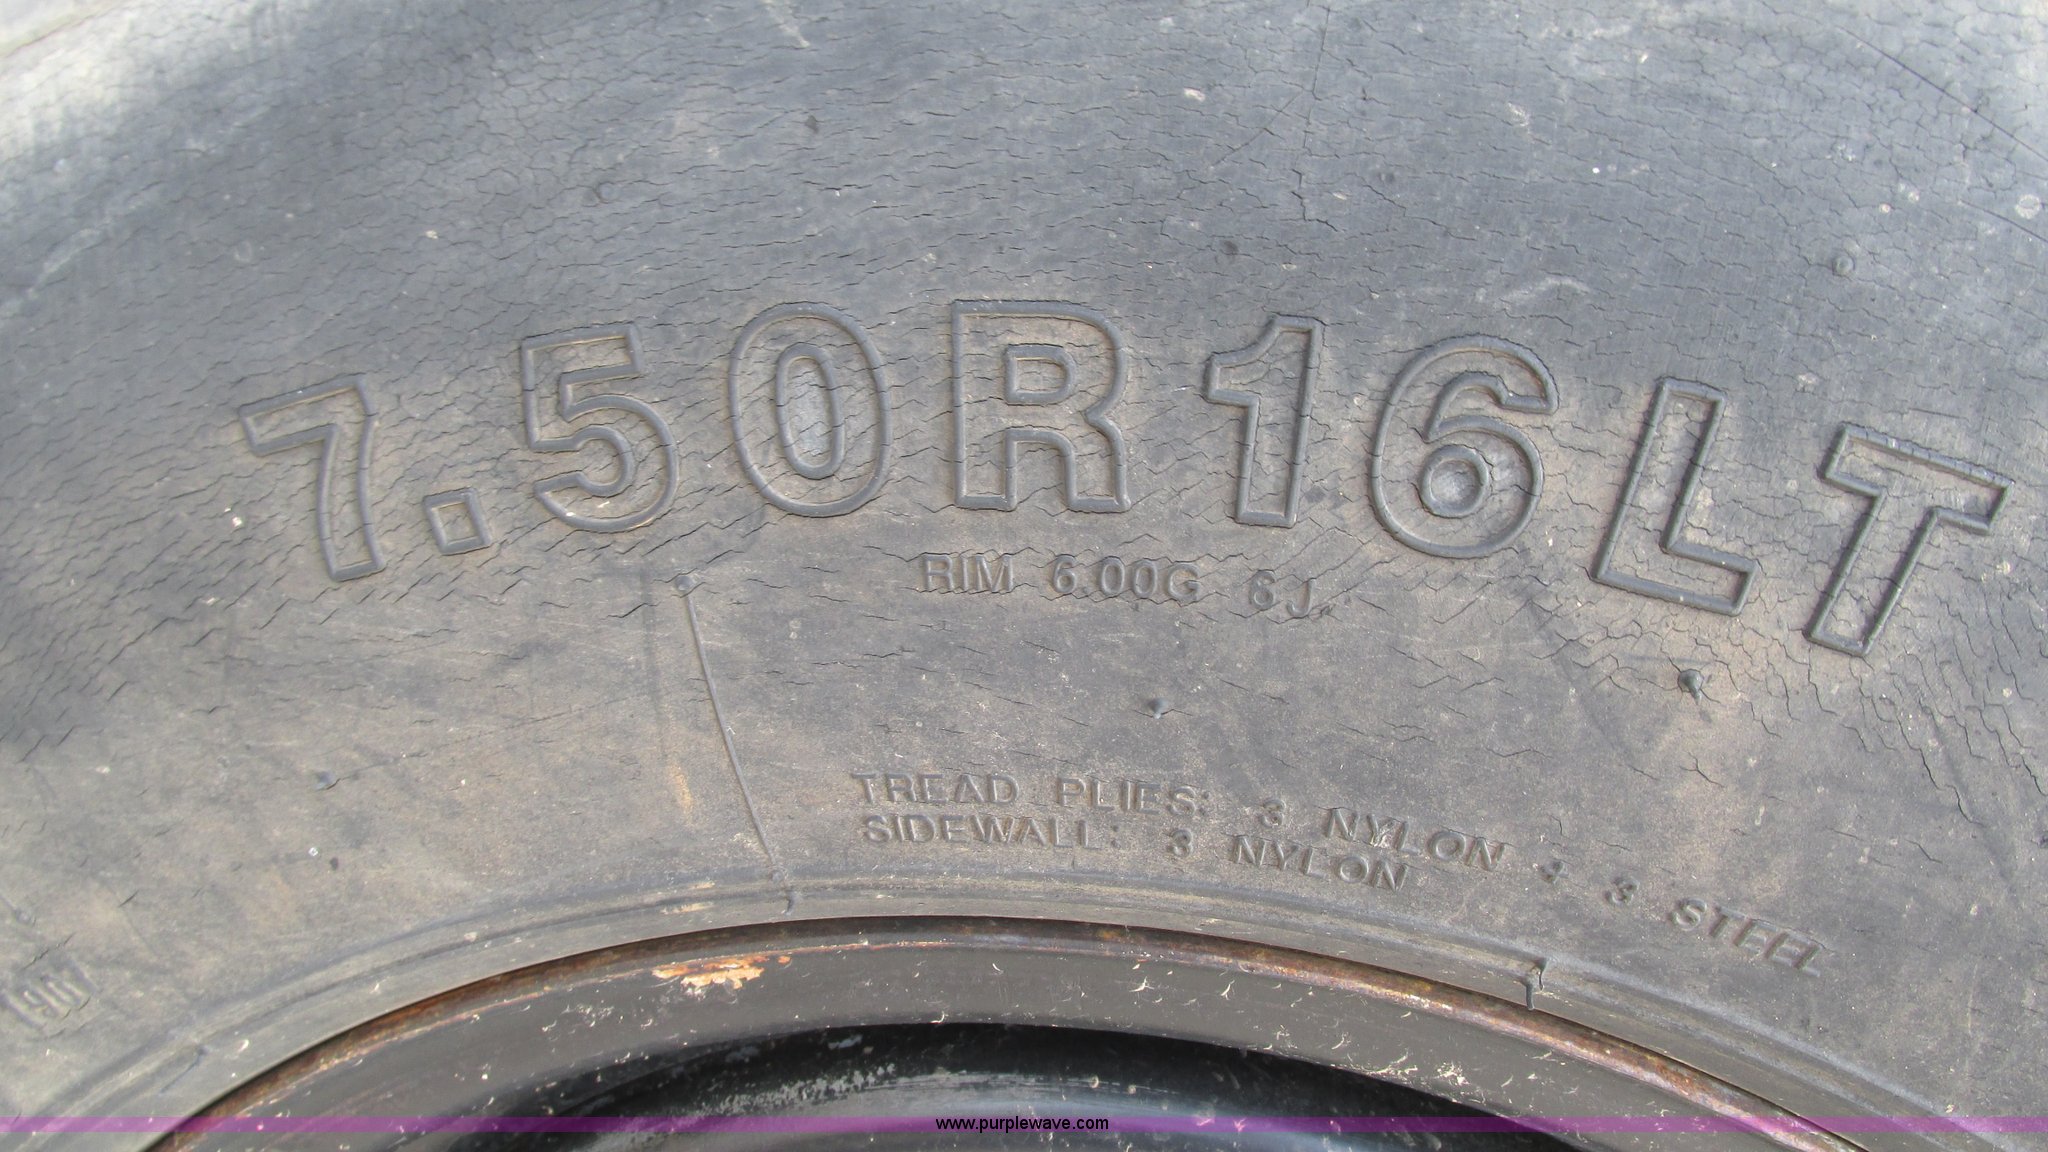 7.50R16LT
RIM 6.00G 6J
TREAD PLIES: 3 NYLON + 3 STEEL
SIDEWALL: 3 NYLON
www.purplewave.com